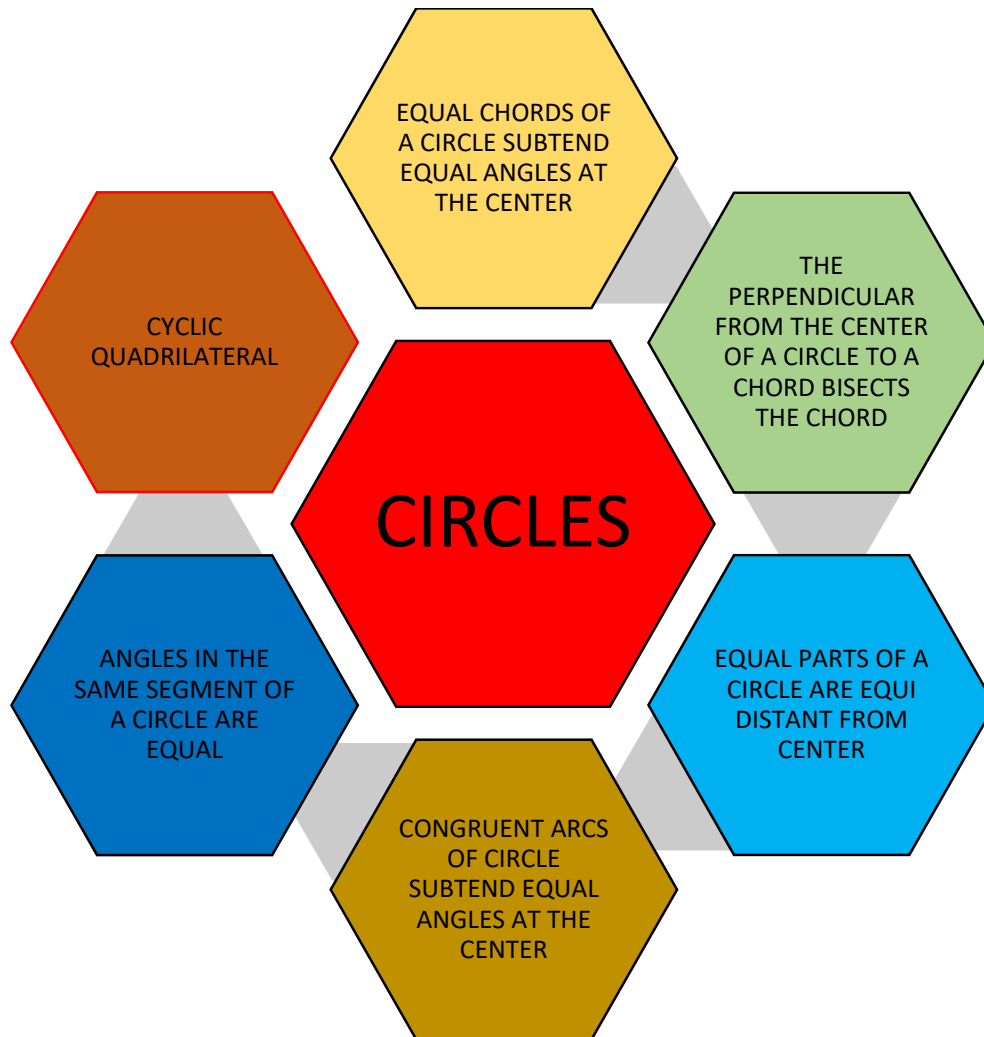 EQUAL CHORDS OF
A CIRCLE SUBTEND
EQUAL ANGLES AT
THE CENTER
THE
PERPENDICULAR
FROM THE CENTER
OF A CIRCLE TO A
CHORD BISECTS
THE CHORD
EQUAL PARTS OF A
CIRCLE ARE EQUI
DISTANT FROM
CENTER
CONGRUENT ARCS
OF CIRCLE
SUBTEND EQUAL
ANGLES AT THE
CENTER
ANGLES IN THE
SAME SEGMENT OF
A CIRCLE ARE
EQUAL
CYCLIC
QUADRILATERAL
CIRCLES